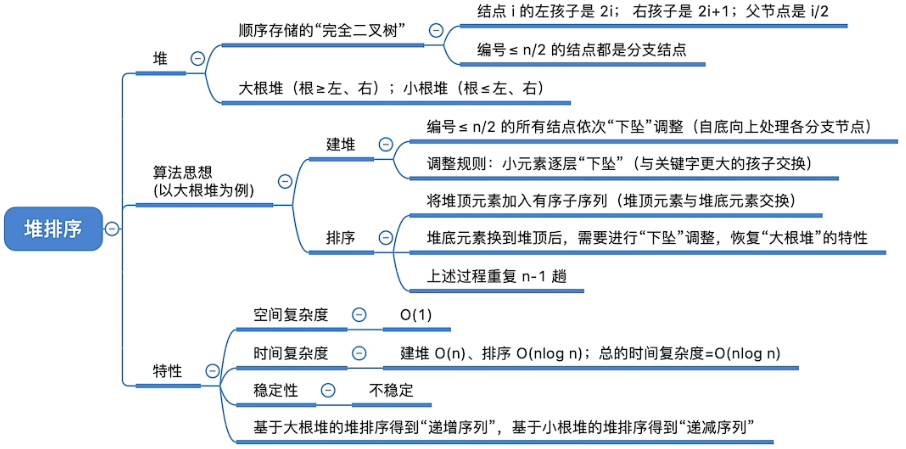 堆排序
堆
顺序存储的“完全二叉树”
结点 i 的左孩子是 2i； 右孩子是 2i+1；父节点是 i/2
编号≤ n/2 的结点都是分支结点
大根堆（根≥左、右）；小根堆（根≤左、右）
算法思想
(以大根堆为例)
建堆
编号≤ n/2 的所有结点依次“下坠”调整（自底向上处理各分支节点）
调整规则：小元素逐层“下坠”（与关键字更大的孩子交换）
排序
将堆顶元素加入有序子序列（堆顶元素与堆底元素交换）
堆底元素换到堆顶后，需要进行“下坠”调整，恢复“大根堆”的特性
上述过程重复 n-1 趟
特性
空间复杂度
O(1)
时间复杂度
建堆 O(n)、排序 O(nlog n)；总的时间复杂度=O(nlog n)
稳定性
不稳定
基于大根堆的堆排序得到“递增序列”，基于小根堆的堆排序得到“递减序列”